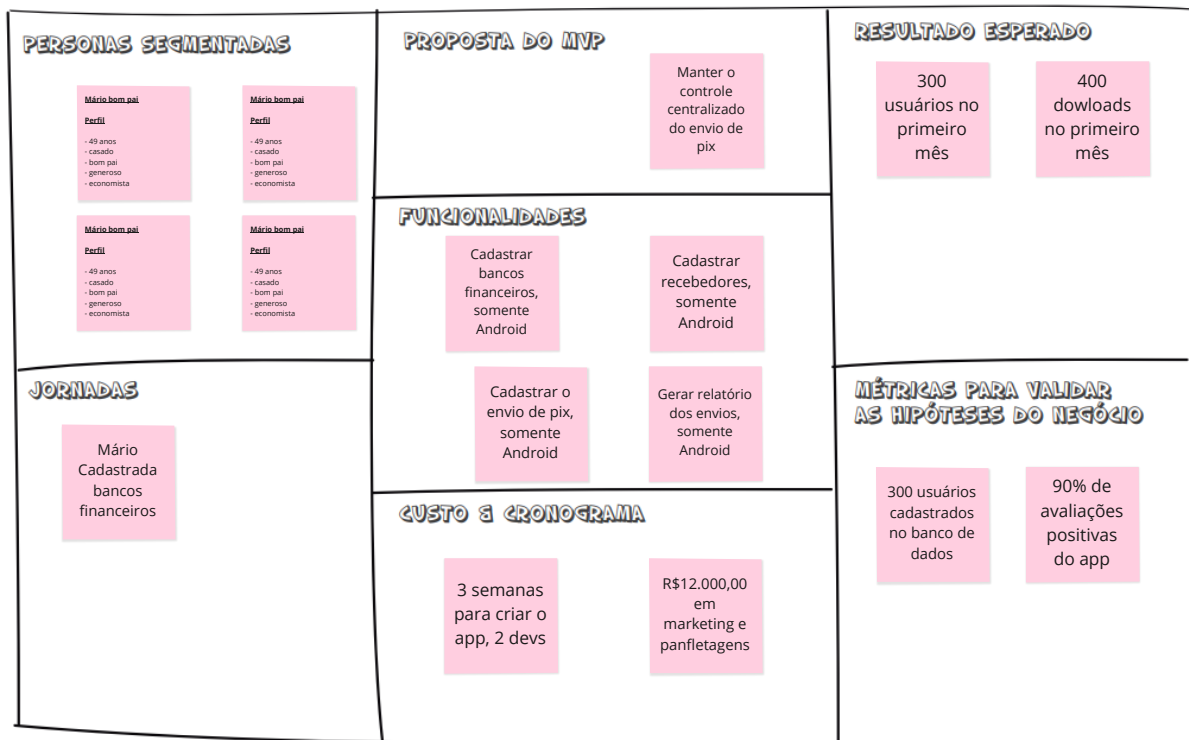 PERSONAS SEGMENTADAS
Mário bom pai
Perfil
- 49 anos
- casado
- bom pai
- generoso
- economista
Mário bom pai
Perfil
- 49 anos
- casado
- bom pai
- generoso
- economista
Mário bom pai
Perfil
- 49 anos
- casado
- bom pai
- generoso
- economista
Mário bom pai
Perfil
- 49 anos
- casado
- bom pai
- generoso
- economista
JORNADAS
Mário
Cadastrada
bancos
financeiros
PROPOSTA DO MVP
Manter o
controle
centralizado
do envio de
pix
FUNCIONALIDADES
Cadastrar
bancos
financeiros,
somente
Android
Cadastrar
recebedores,
somente
Android
Cadastrar o
envio de pix,
somente
Android
Gerar relatório
dos envios,
somente
Android
CUSTO & CRONOGRAMA
3 semanas
para criar o
app, 2 devs
R$12.000,00
em
marketing e
panfletagens
RESULTADO ESPERADO
300
usuários no
primeiro
mês
400
dowloads
no primeiro
mês
MÉTRICAS PARA VALIDAR
AS HIPÓTESES DO NEGÓCIO
300 usuários
cadastrados
no banco de
dados
90% de
avaliações
positivas
do app